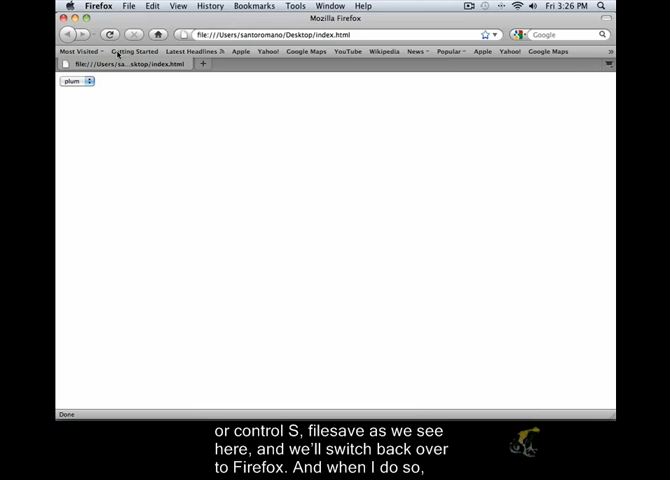 Firefox File Edit View History Bookmarks Tools Window Help Fri 3:26 PM
Mozilla Firefox
file:///Users/santoromano/Desktop/index.html
Google
Most Visited Getting Started Latest Headlines Apple Yahoo! Google Maps YouTube Wikipedia News Popular Apple Yahoo! Google Maps »
file:///Users/sa...sktop/index.html +
plum
Done
or control S, filesave as we see
here, and we'll switch back over
to Firefox. And when I do so,